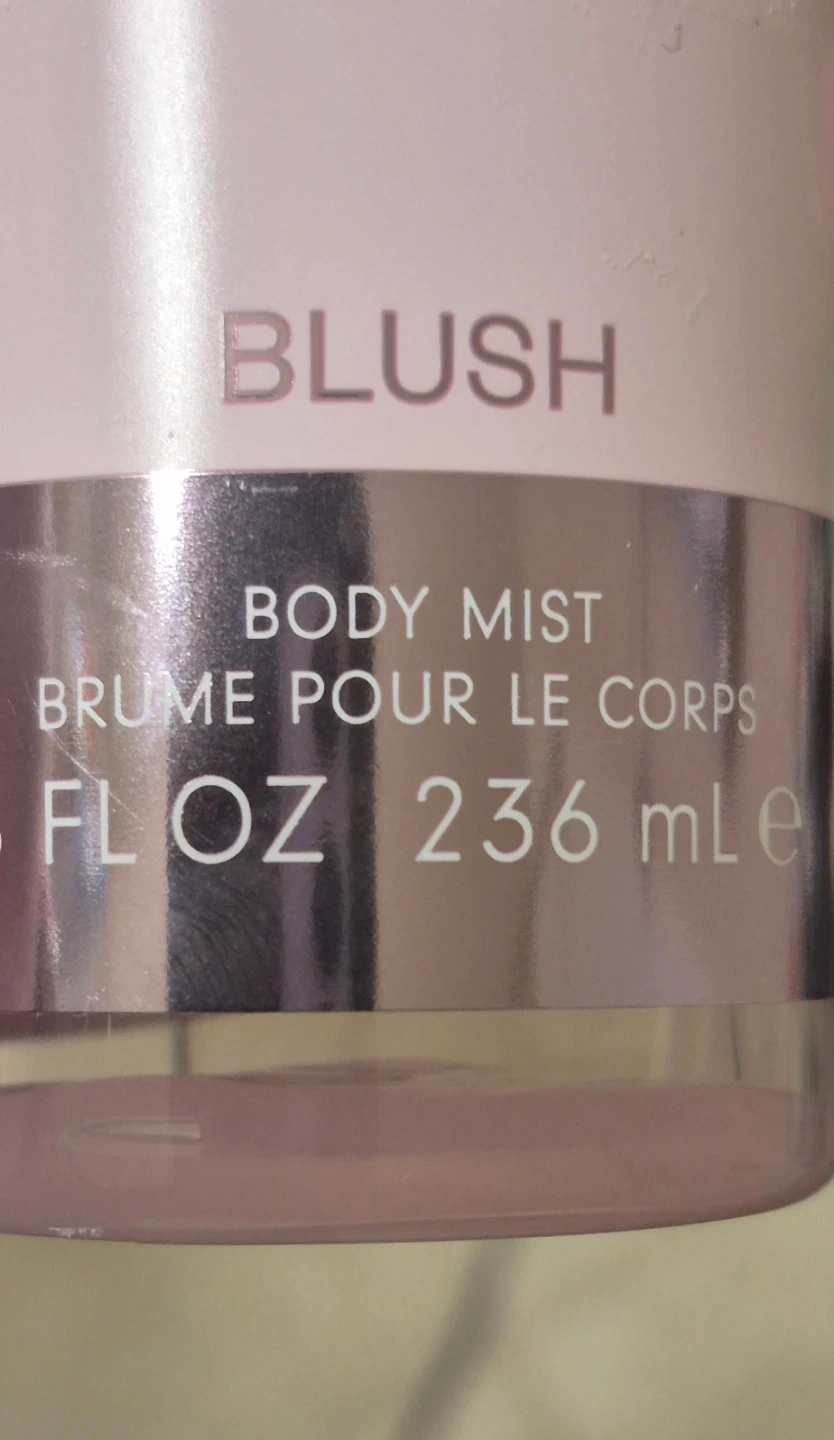 BLUSH
BODY MIST
BRUME POUR LE CORPS
FL OZ 236 mL e